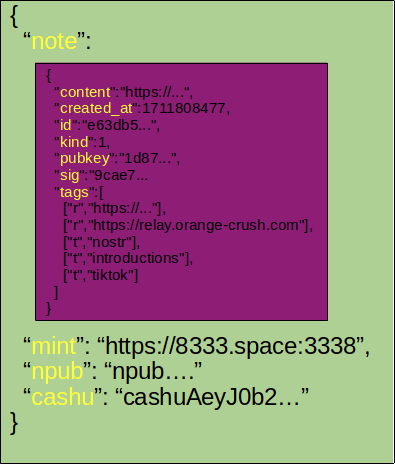 {
“note”:
{
"content":"https://...",
"created_at":1711808477,
"id":"e63db5...",
"kind":1,
"pubkey":"1d87...",
"sig":"9cae7...
"tags":[
["r","https://..."],
["r","https://relay.orange-crush.com"],
["t","nostr"],
["t","introductions"],
["t","tiktok"]
]
}
“mint”: “https://8333.space:3338”,
“npub”: “npub….”
“cashu”: “cashuAeyJ0b2…”
}